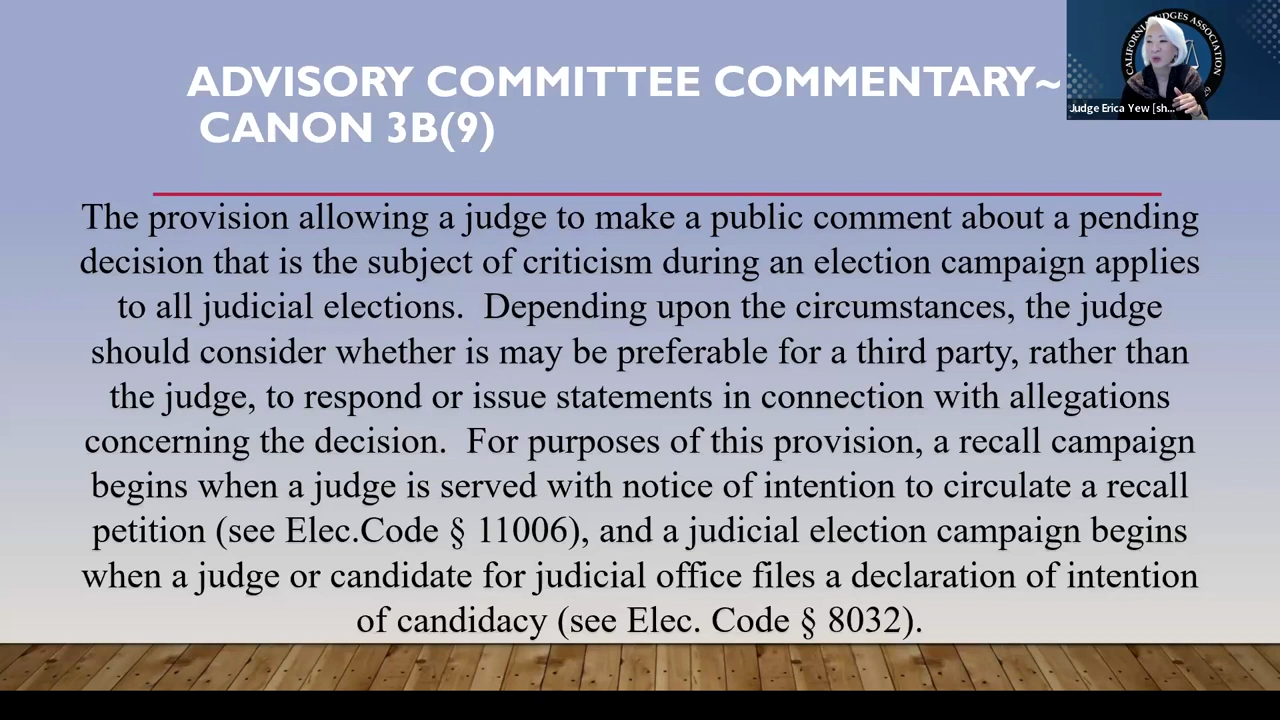 ADVISORY COMMITTEE COMMENTARY~
CANON 3B(9)
CALIFORNIA JUDGES ASSOCIATION
Judge Erica Yew [sh...
The provision allowing a judge to make a public comment about a pending
decision that is the subject of criticism during an election campaign applies
to all judicial elections.  Depending upon the circumstances, the judge
should consider whether is may be preferable for a third party, rather than
the judge, to respond or issue statements in connection with allegations
concerning the decision.  For purposes of this provision, a recall campaign
begins when a judge is served with notice of intention to circulate a recall
petition (see Elec.Code § 11006), and a judicial election campaign begins
when a judge or candidate for judicial office files a declaration of intention
of candidacy (see Elec. Code § 8032).